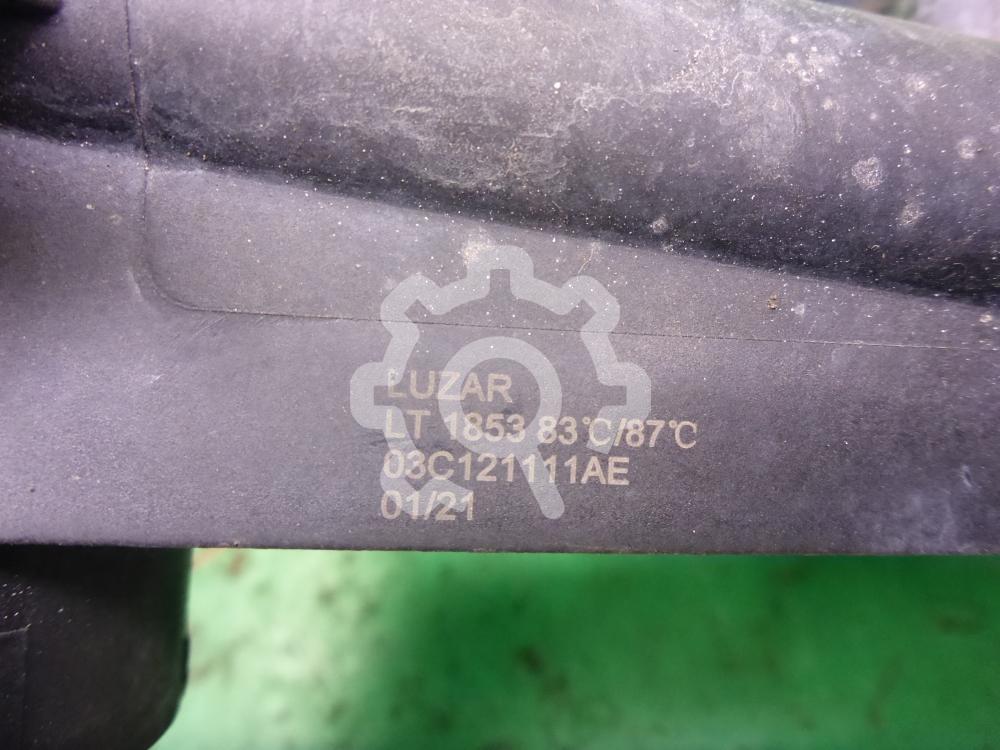 LUZAR
LT 1853 83℃/87℃
03C121111AE
01/21